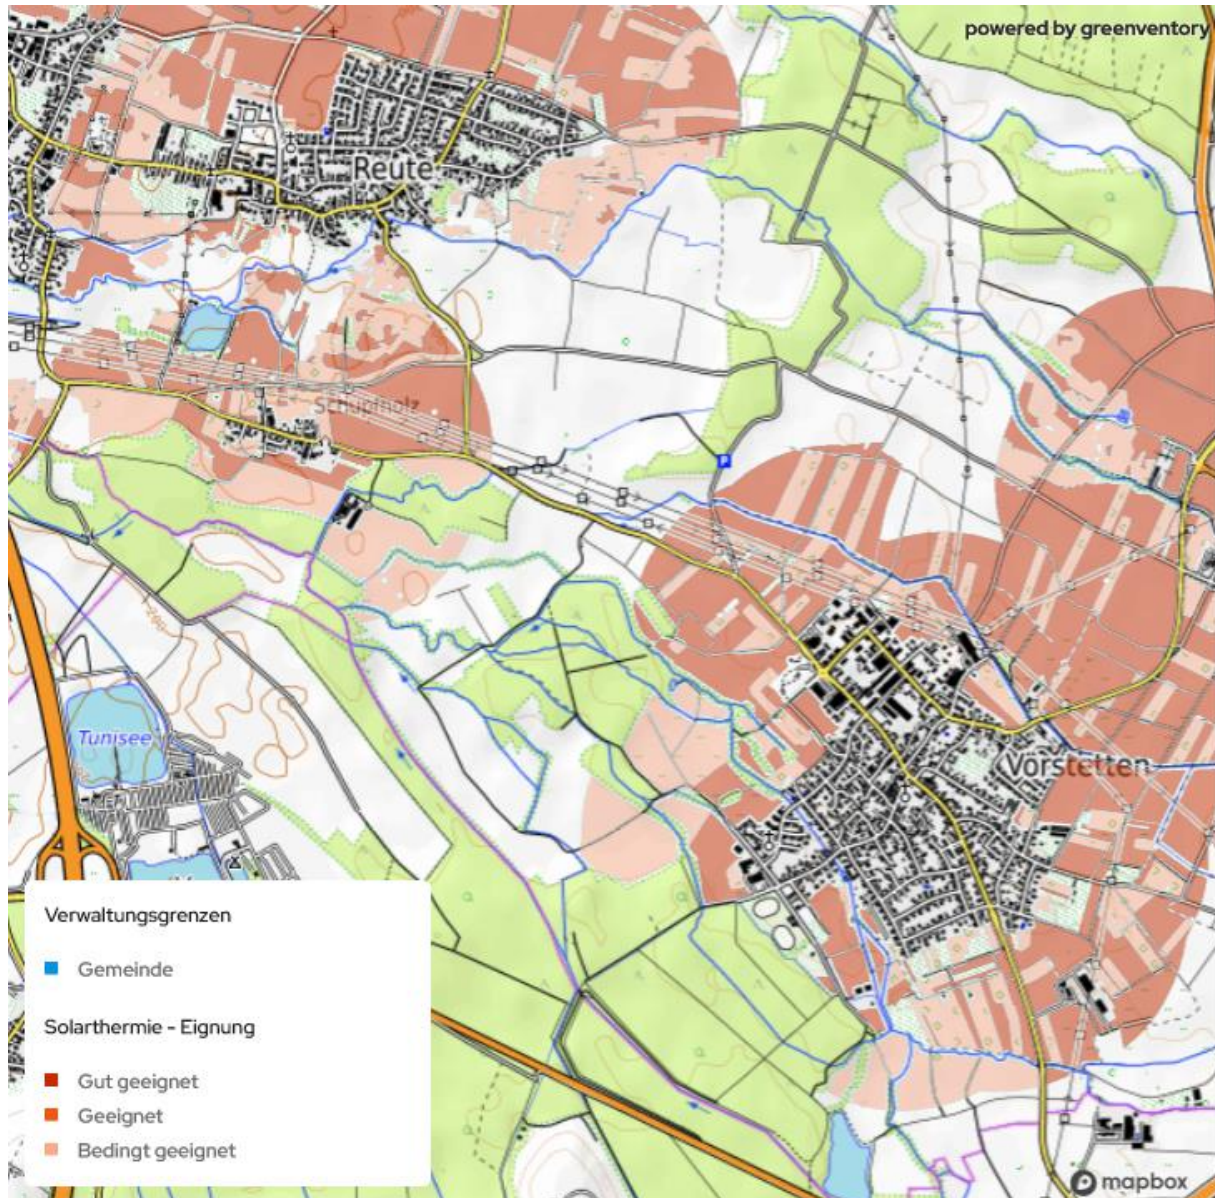 powered by greenventory
Reute
Schupfholz
Tunisee
Vörstetten
Verwaltungsgrenzen
Gemeinde
Solarthermie - Eignung
Gut geeignet
Geeignet
Bedingt geeignet
P
mapbox